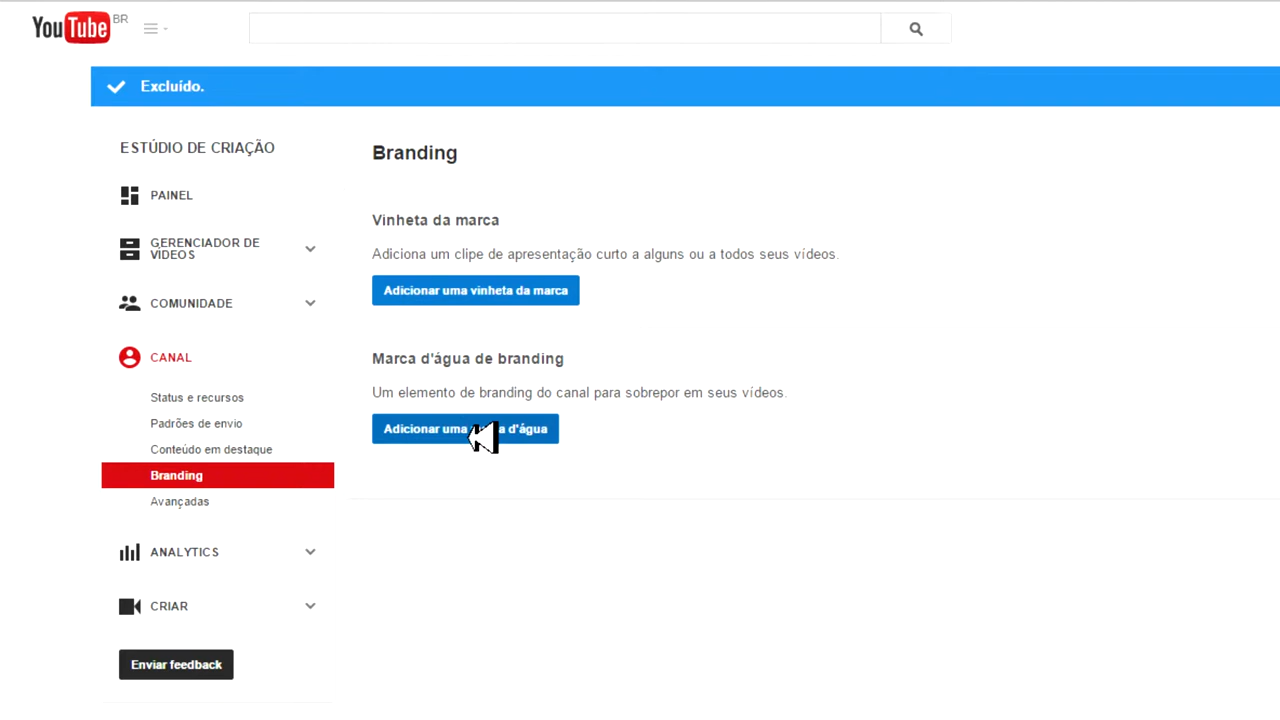 YouTube BR
Excluído.
ESTÚDIO DE CRIAÇÃO
PAINEL
GERENCIADOR DE
VÍDEOS
COMUNIDADE
CANAL
Status e recursos
Padrões de envio
Conteúdo em destaque
Branding
Avançadas
ANALYTICS
CRIAR
Enviar feedback
Branding
Vinheta da marca
Adiciona um clipe de apresentação curto a alguns ou a todos seus vídeos.
Adicionar uma vinheta da marca
Marca d'água de branding
Um elemento de branding do canal para sobrepor em seus vídeos.
Adicionar uma d'água